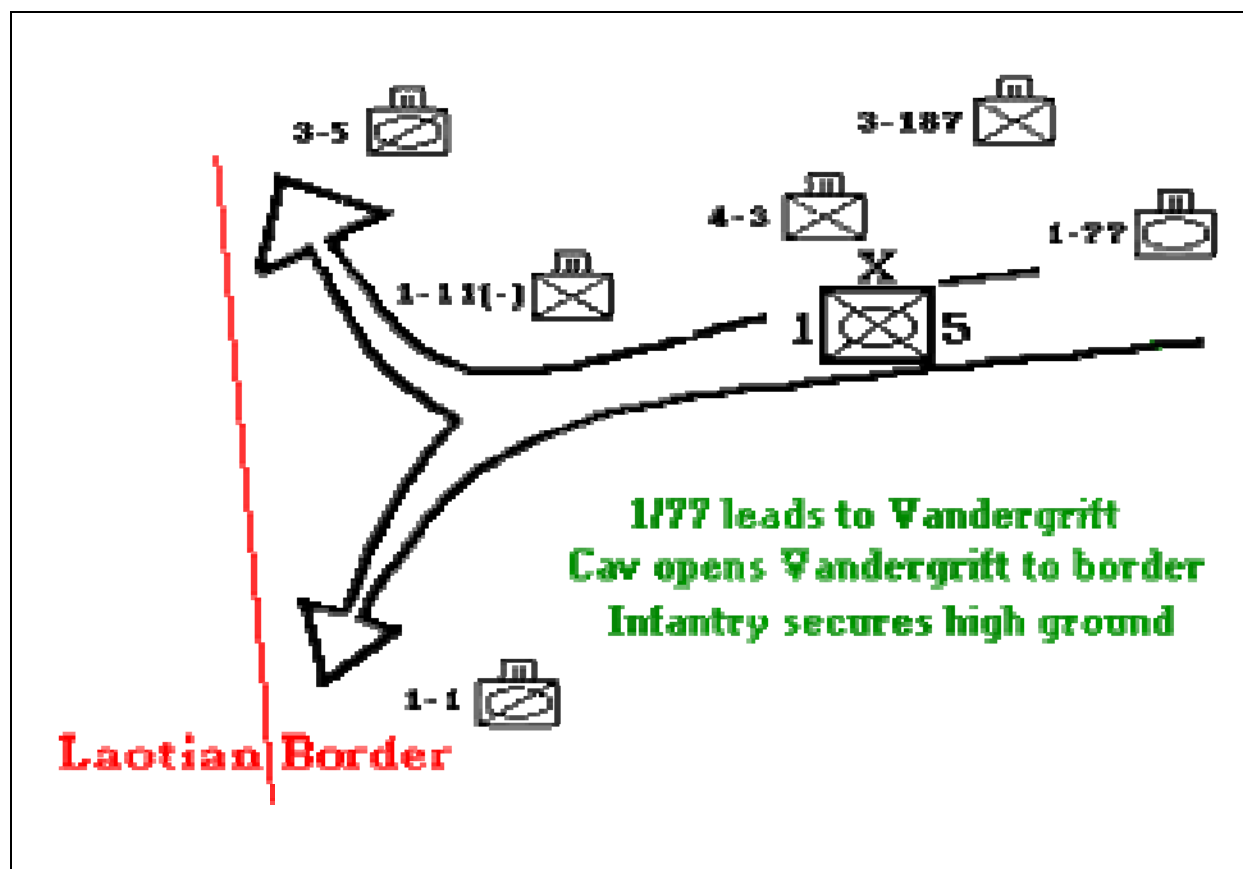 3-5
3-187
4-3
1-77
X
1-11(-)
1 5
1/77 leads to Vandergrift
Cav opens Vandergrift to border
Infantry secures high ground
1-1
Laotian Border